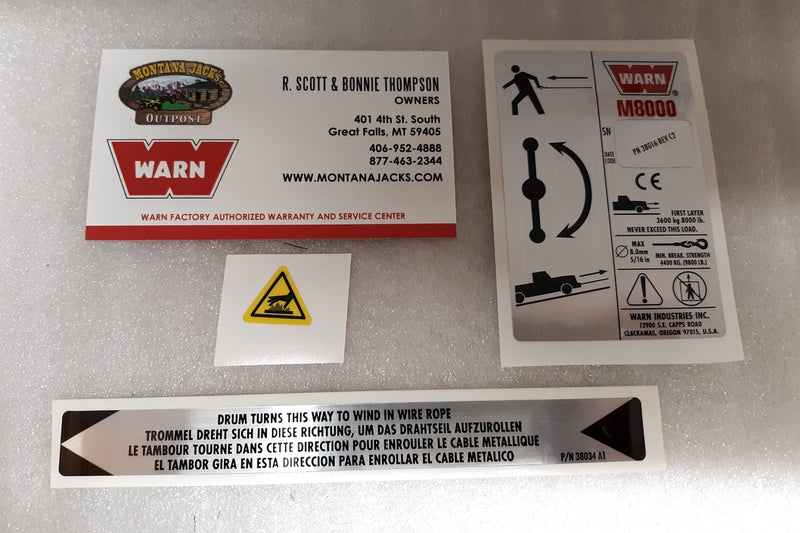 MONTANA JACK'S
OUTPOST
WARN
R. SCOTT & BONNIE THOMPSON
OWNERS
401 4th St. South
Great Falls, MT 59405
406-952-4888
877-463-2344
WWW.MONTANAJACKS.COM
WARN FACTORY AUTHORIZED WARRANTY AND SERVICE CENTER
WARN
®
M8000
SN
DATE
CODE
PN 38016 REV C2
CE
FIRST LAYER
3600 kg 8000 lb.
NEVER EXCEED THIS LOAD.
MAX
8.0mm
5/16 in
MIN. BREAK. STRENGTH
4400 KG. (9800 LB.)
WARN INDUSTRIES INC.
12900 S.E. CAPPS ROAD
CLACKAMAS, OREGON 97015, U.S.A.
DRUM TURNS THIS WAY TO WIND IN WIRE ROPE
TROMMEL DREHT SICH IN DIESE RICHTUNG, UM DAS DRAHTSEIL AUFZUROLLEN
LE TAMBOUR TOURNE DANS CETTE DIRECTION POUR ENROULER LE CABLE METALLIQUE
EL TAMBOR GIRA EN ESTA DIRECCION PARA ENROLLAR EL CABLE METALICO
P/N 38034 A1